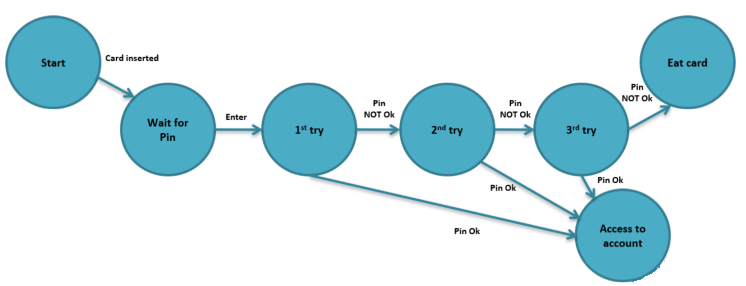 Start
Card inserted
Wait for
Pin
Enter
1st try
Pin
NOT Ok
2nd try
Pin
NOT Ok
3rd try
Pin
NOT Ok
Eat card
Pin Ok
Pin Ok
Pin Ok
Access to
account